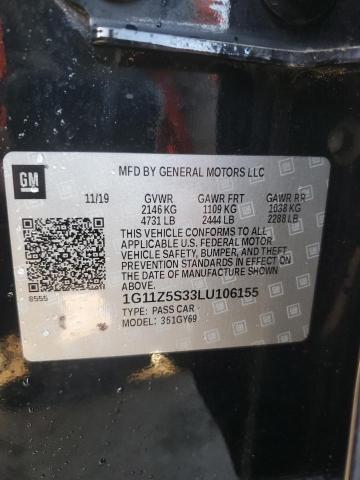 MFD BY GENERAL MOTORS LLC
GM
11/19 GVWR GAWR FRT GAWR RR
2146 KG 1109 KG 1038 KG
4731 LB 2444 LB 2288 LB
THIS VEHICLE CONFORMS TO ALL
APPLICABLE U.S. FEDERAL MOTOR
VEHICLE SAFETY, BUMPER, AND THEFT
PREVENTION STANDARDS IN EFFECT ON
THE DATE OF MANUFACTURE SHOWN
ABOVE.
8555
1G11Z5S33LU106155
TYPE: PASS CAR
MODEL: 351GY69